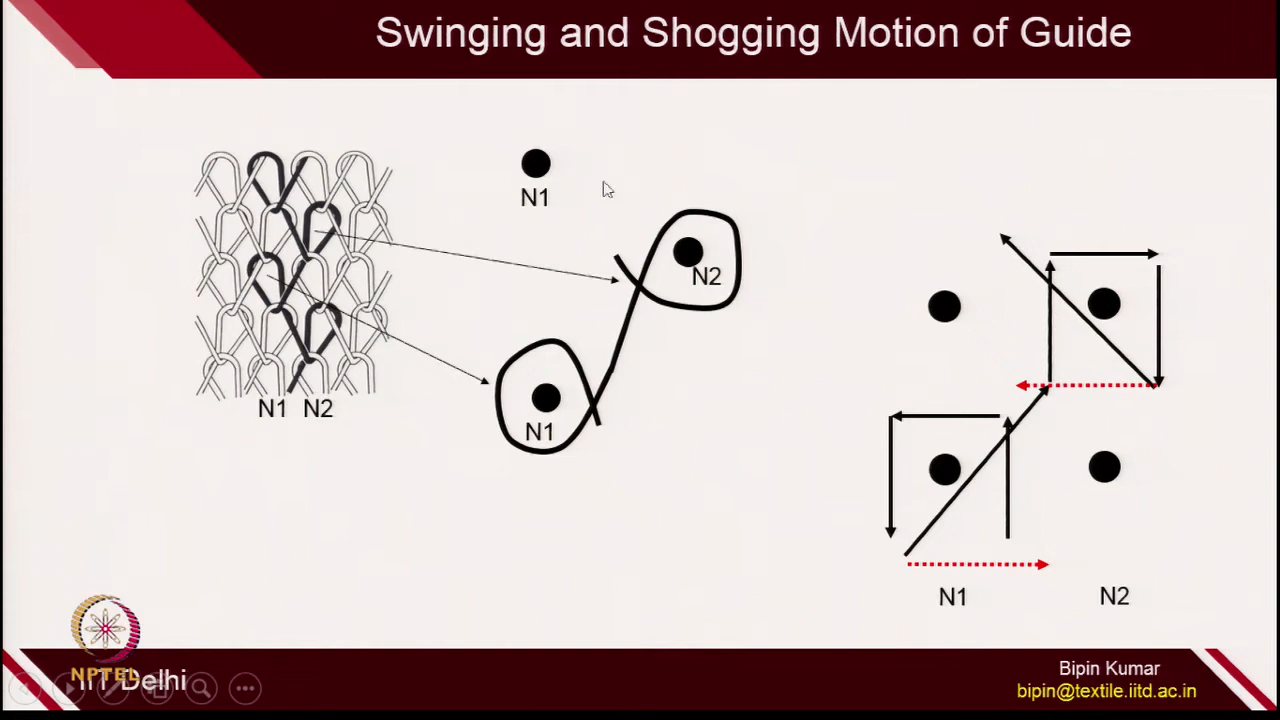 Swinging and Shogging Motion of Guide
N1
N2
N1
N1 N2
N1 N2
NPTEL
IIT Delhi
Bipin Kumar
bipin@textile.iitd.ac.in